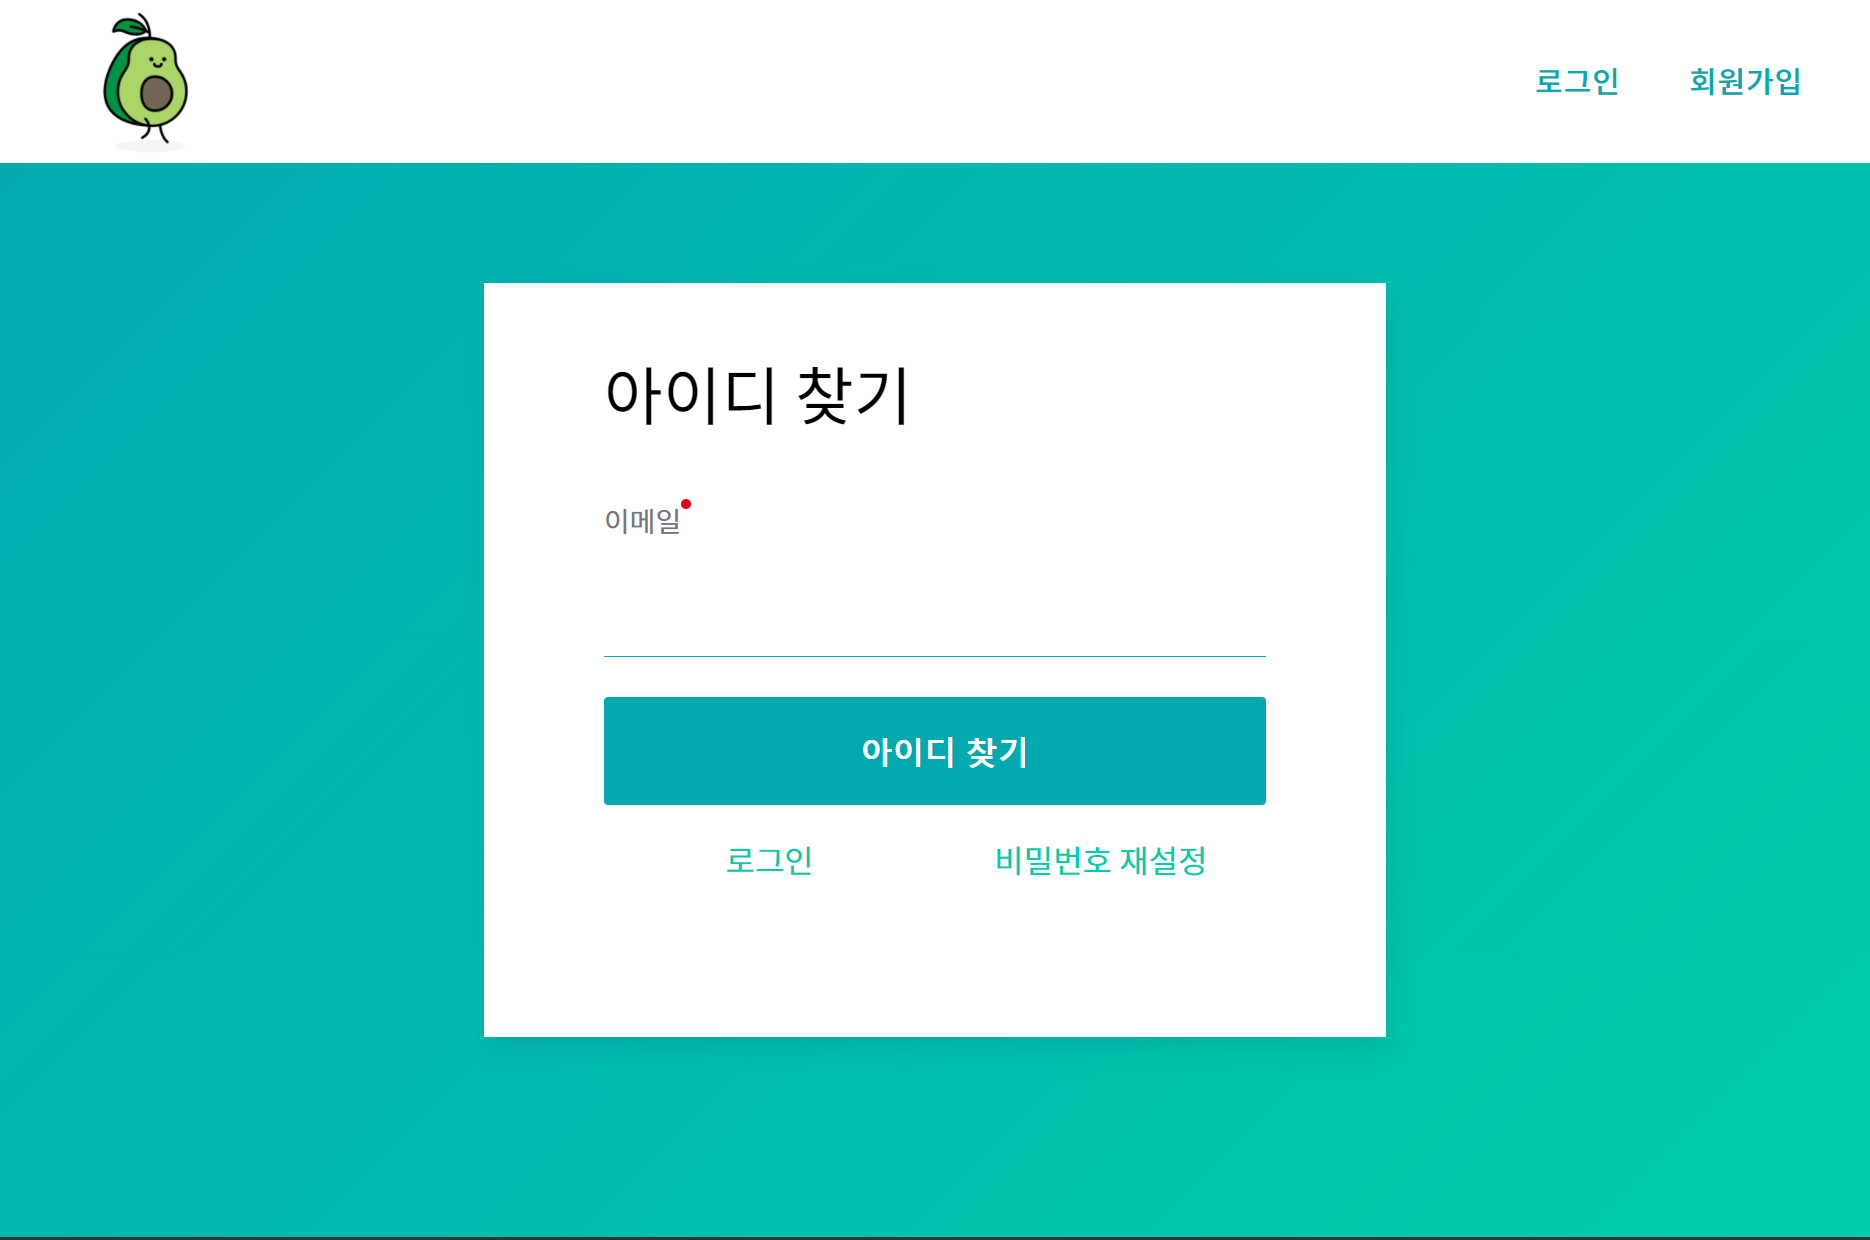 로그인 회원가입
아이디 찾기
이메일
아이디 찾기
로그인 비밀번호 재설정